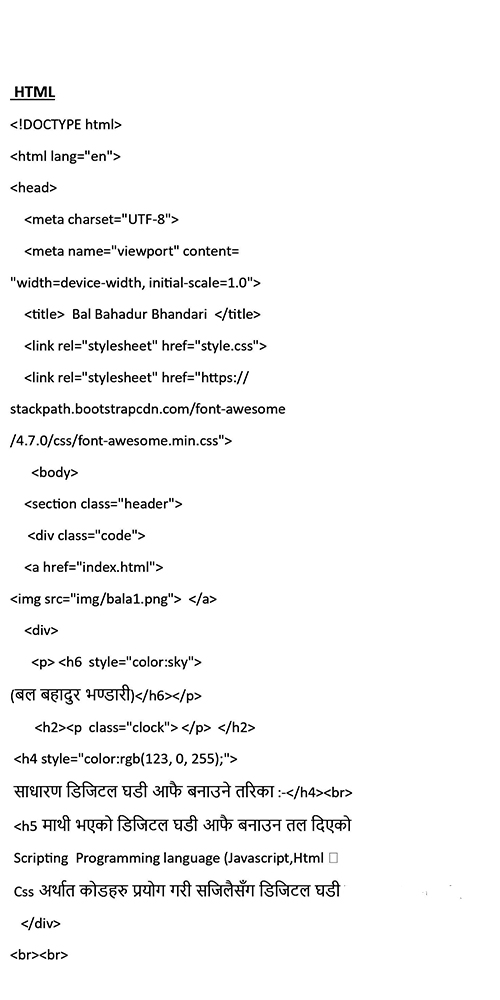 HTML
<!DOCTYPE html>
<html lang="en">
<head>
<meta charset="UTF-8">
<meta name="viewport" content=
"width=device-width, initial-scale=1.0">
<title> Bal Bahadur Bhandari </title>
<link rel="stylesheet" href="style.css">
<link rel="stylesheet" href="https://
stackpath.bootstrapcdn.com/font-awesome
/4.7.0/css/font-awesome.min.css">
<body>
<section class="header">
<div class="code">
<a href="index.html">
<img src="img/bala1.png"> </a>
<div>
<p> <h6 style="color:sky">
(बल बहादुर भण्डारी)</h6></p>
<h2><p class="clock"> </p> </h2>
<h4 style="color:rgb(123, 0, 255);">
साधारण डिजिटल घडी आफै बनाउने तरिका :-</h4><br>
<h5 माथी भएको डिजिटल घडी आफै बनाउन तल दिएको
Scripting Programming language (Javascript,Html □
Css अर्थात कोडहरु प्रयोग गरी सजिलैसँग डिजिटल घडी
</div>
<br><br>